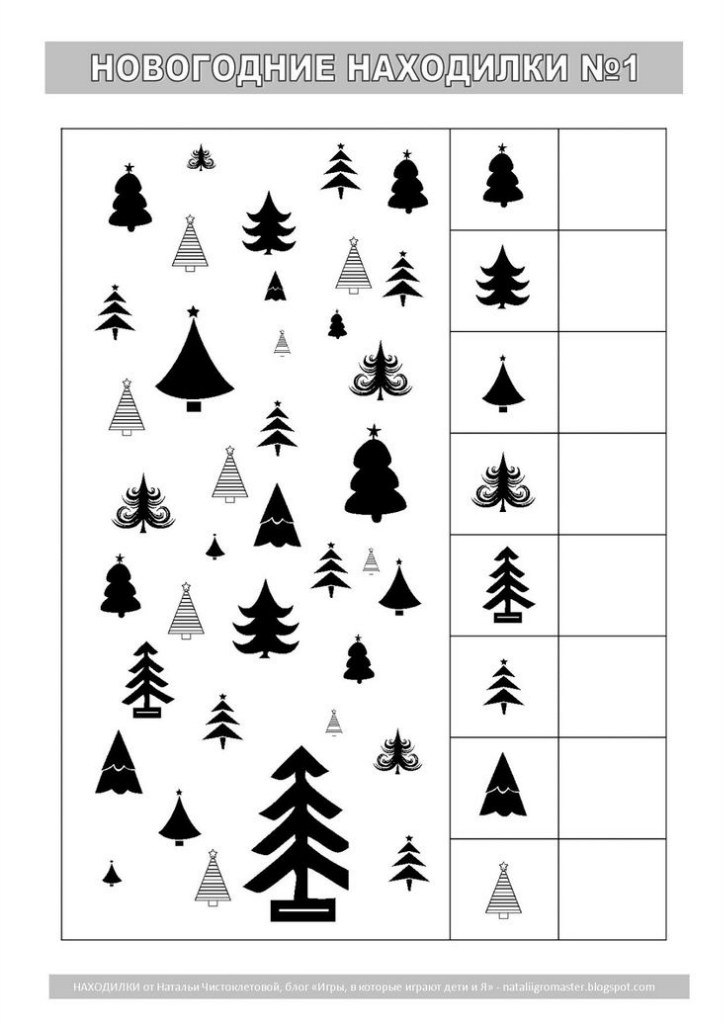 НОВОГОДНИЕ НАХОДИЛКИ №1
НАХОДИЛКИ от Натальи Чистоклетовой, блог «Игры, в которые играют дети и Я» - nataliigromaster.blogspot.com